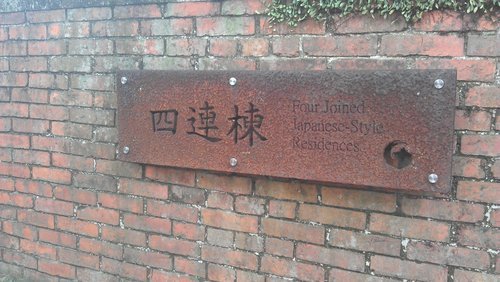 四連棟
Four Joined
Japanese-Style
Residences